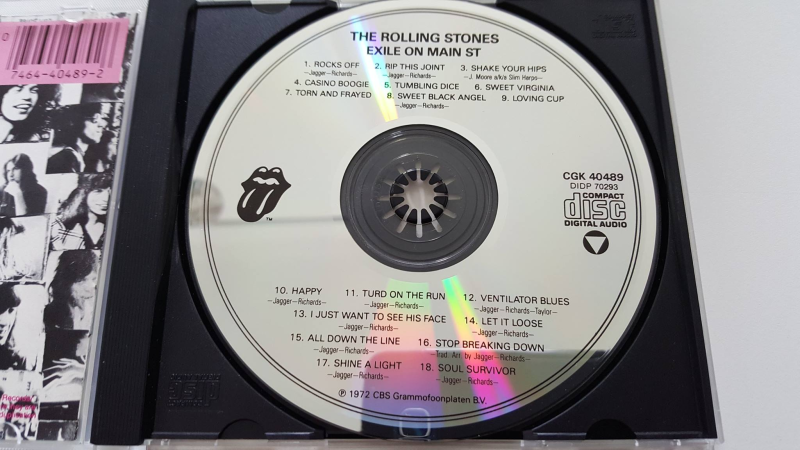 7464-40489-2
THE ROLLING STONES
EXILE ON MAIN ST
1. ROCKS OFF 2. RIP THIS JOINT 3. SHAKE YOUR HIPS
—Jagger-Richards— —Jagger-Richards— —J. Moore a/k/a Slim Harpo—
4. CASINO BOOGIE 5. TUMBLING DICE 6. SWEET VIRGINIA
7. TORN AND FRAYED 8. SWEET BLACK ANGEL 9. LOVING CUP
—Jagger-Richards—
TM
CGK 40489
DIDP 70293
COMPACT
disc
DIGITAL AUDIO
10. HAPPY 11. TURD ON THE RUN 12. VENTILATOR BLUES
—Jagger-Richards— —Jagger-Richards— —Jagger-Richards-Taylor—
13. I JUST WANT TO SEE HIS FACE 14. LET IT LOOSE
—Jagger-Richards— —Jagger-Richards—
15. ALL DOWN THE LINE 16. STOP BREAKING DOWN
—Jagger-Richards— —Trad. Arr. by Jagger-Richards—
17. SHINE A LIGHT 18. SOUL SURVIVOR
—Jagger-Richards— —Jagger-Richards—
℗ 1972 CBS Grammofoonplaten B.V.
Records